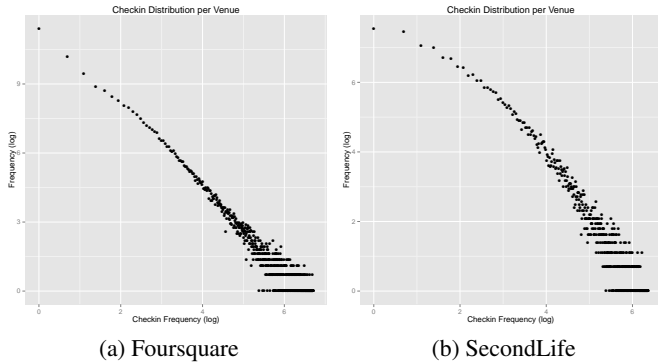 Checkin Distribution per Venue
Frequency (log)
9
6
3
0
0 2 4 6
Checkin Frequency (log)
(a) Foursquare
Checkin Distribution per Venue
Frequency (log)
6
4
2
0
0 2 4 6
Checkin Frequency (log)
(b) SecondLife